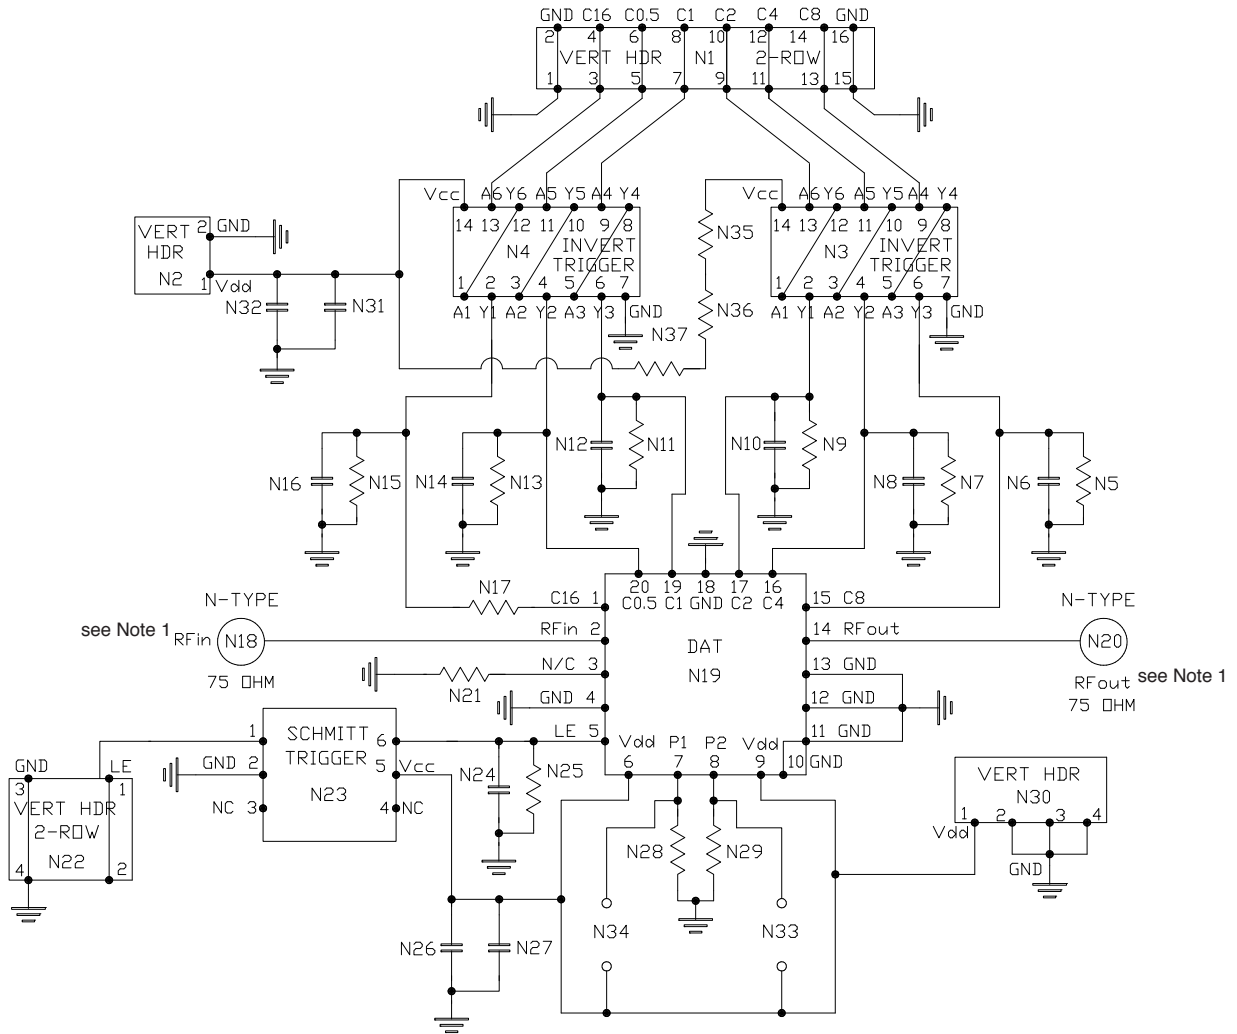 GND C16 C0.5 C1 C2 C4 C8 GND
2 4 6 8 10 12 14 16
VERT HDR N1 2-ROW
1 3 5 7 9 11 13 15
Vcc A6 Y6 A5 Y5 A4 Y4
14 13 12 11 10 9 8
N4 INVERT
TRIGGER
1 2 3 4 5 6 7
A1 Y1 A2 Y2 A3 Y3 GND
Vcc A6 Y6 A5 Y5 A4 Y4
14 13 12 11 10 9 8
N3 INVERT
TRIGGER
1 2 3 4 5 6 7
A1 Y1 A2 Y2 A3 Y3 GND
N35
N36
N37
VERT 2 GND
HDR
N2 1 Vdd
N32 N31
N16 N15 N14 N13 N12 N11 N10 N9 N8 N7 N6 N5
N17
20 19 18 17 16
C0.5 C1 GND C2 C4
C16 1
RFin 2
N/C 3
GND 4
LE 5
DAT
N19
15 C8
14 RFout
13 GND
12 GND
11 GND
10 GND
Vdd P1 P2 Vdd
6 7 8 9
N-TYPE
see Note 1 RFin N18
75 OHM
N21
N-TYPE
N20
RFout see Note 1
75 OHM
1 SCHMITT 6
TRIGGER
GND 2 5 Vcc
N23
NC 3 4 NC
GND LE
3 1
VERT HDR
2-ROW
N22
4 2
N24 N25
N26 N27
N28 N29
N34 N33
VERT HDR
N30
1 2 3 4
Vdd
GND